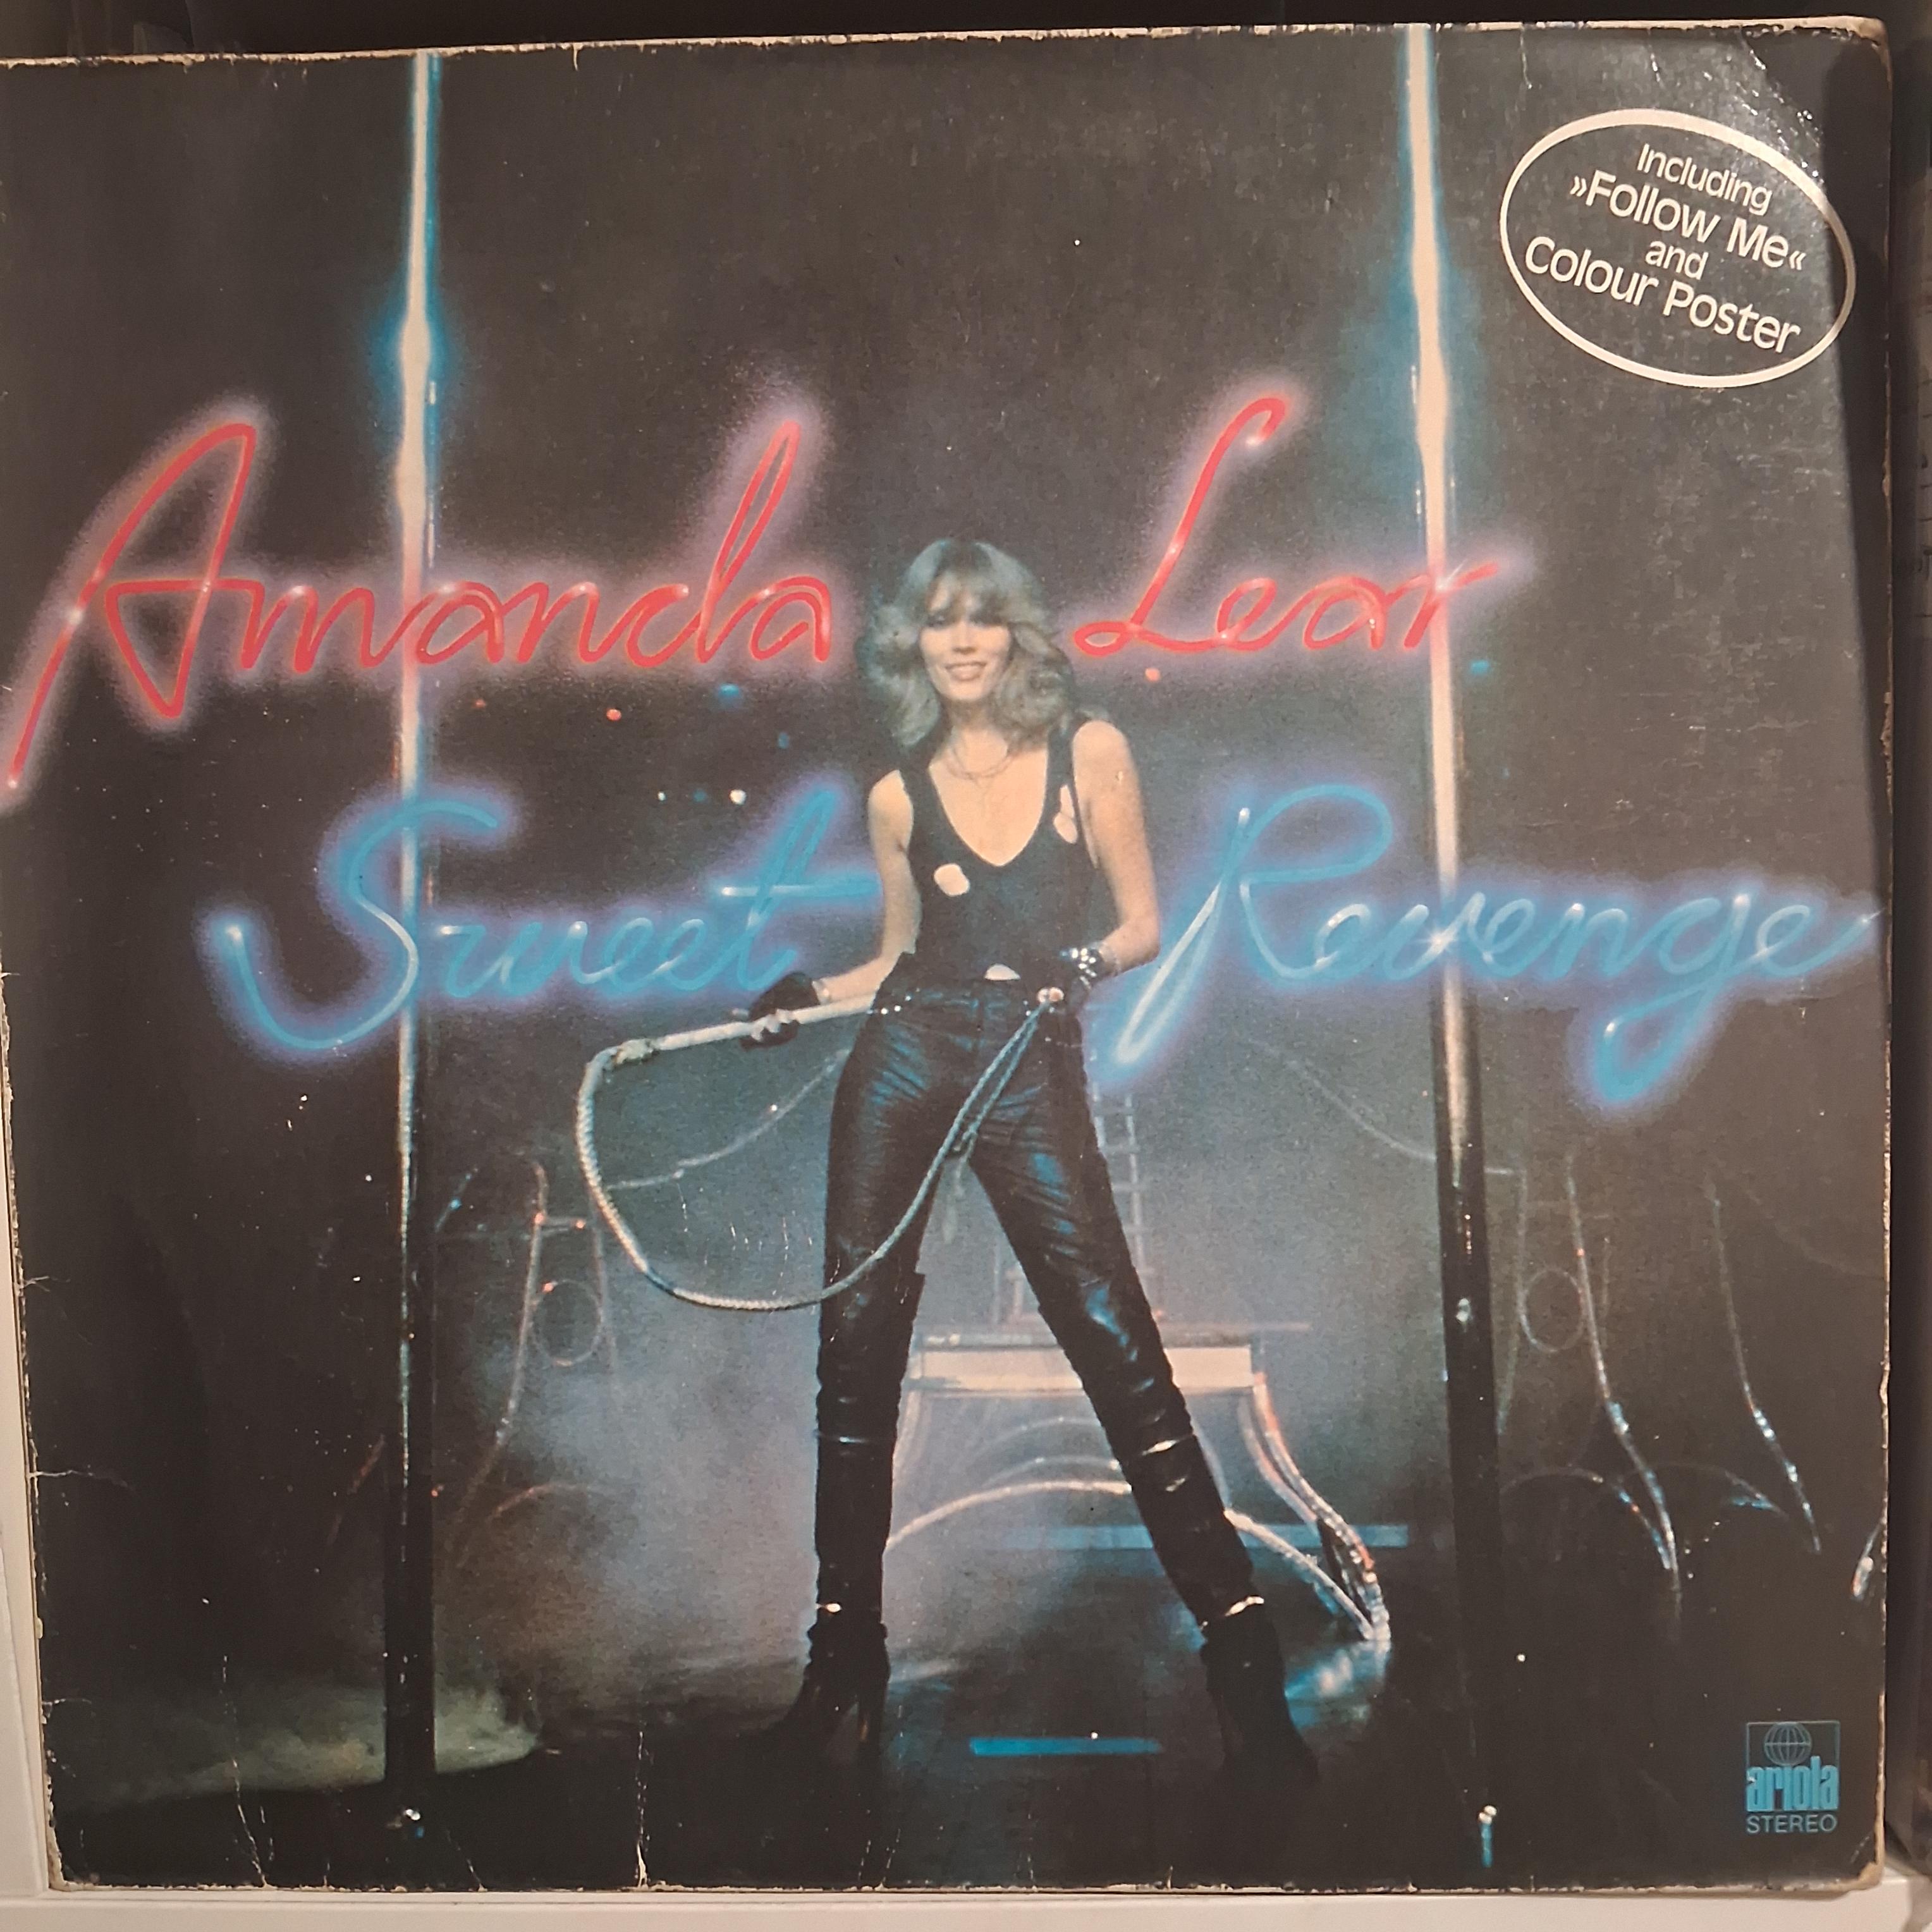 Including
»Follow Me«
and
Colour Poster
Amanda Lear
Sweet Revenge
ariola
STEREO